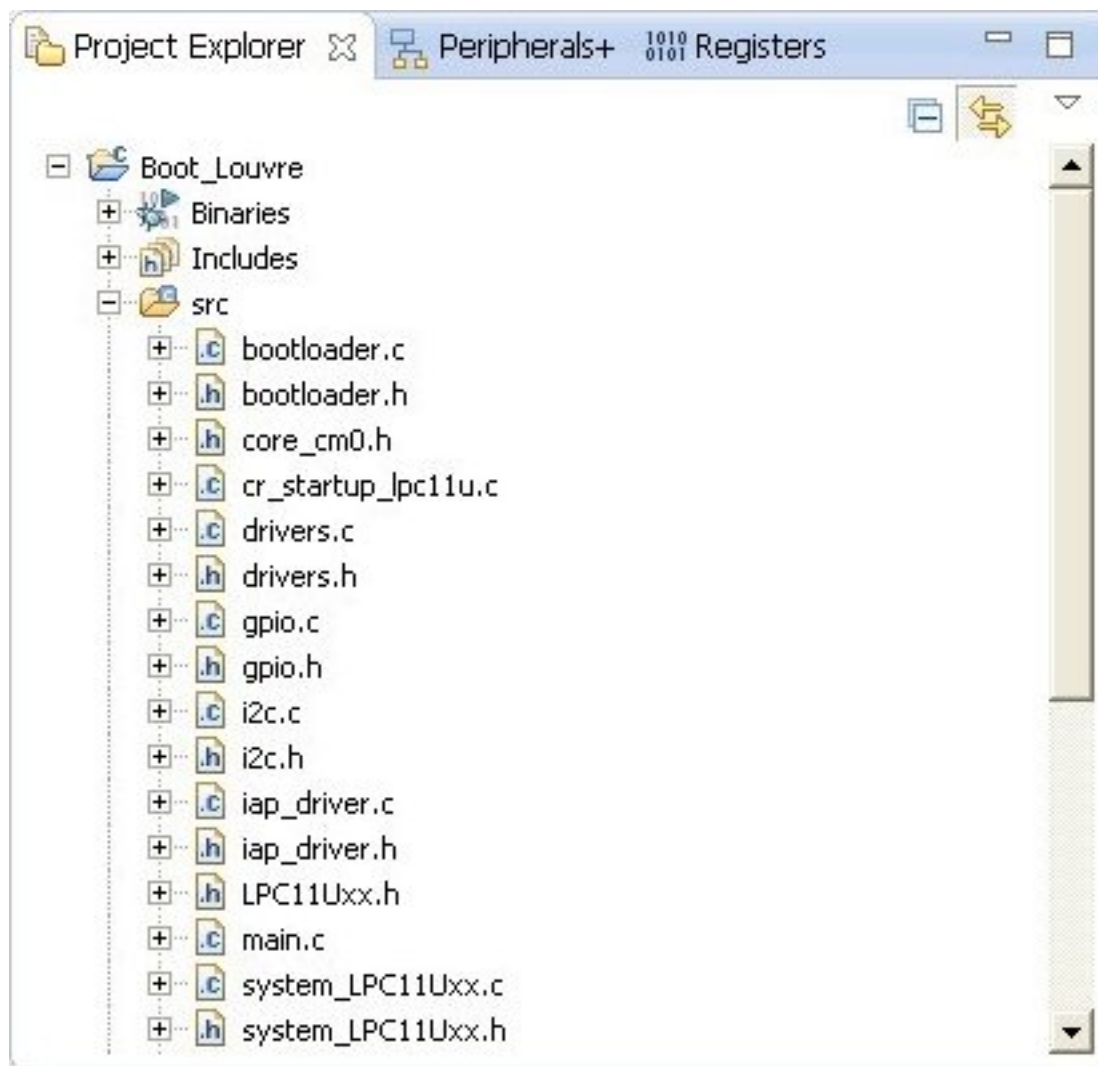 Project Explorer Peripherals+ 1010 0101 Registers
Boot_Louvre
Binaries
Includes
src
bootloader.c
bootloader.h
core_cm0.h
cr_startup_lpc11u.c
drivers.c
drivers.h
gpio.c
gpio.h
i2c.c
i2c.h
iap_driver.c
iap_driver.h
LPC11Uxx.h
main.c
system_LPC11Uxx.c
system_LPC11Uxx.h